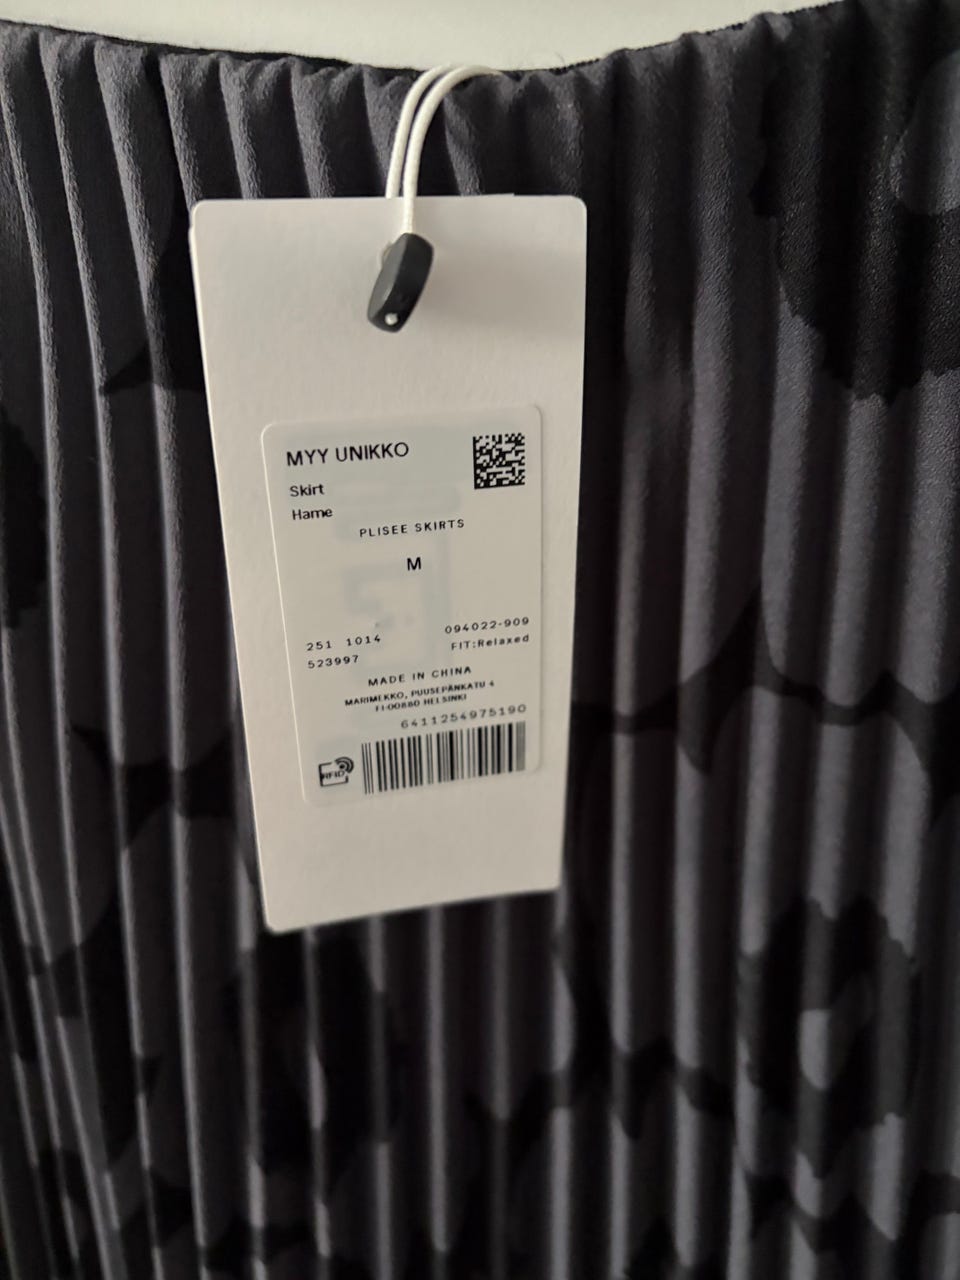 MYY UNIKKO
Skirt
Hame
PLISEE SKIRTS
M
251 1014
094022-909
523997
FIT:Relaxed
MADE IN CHINA
MARIMEKKO, PUUSEPÄNKATU 4
FI-00880 HELSINKI
6411254975190
RFID